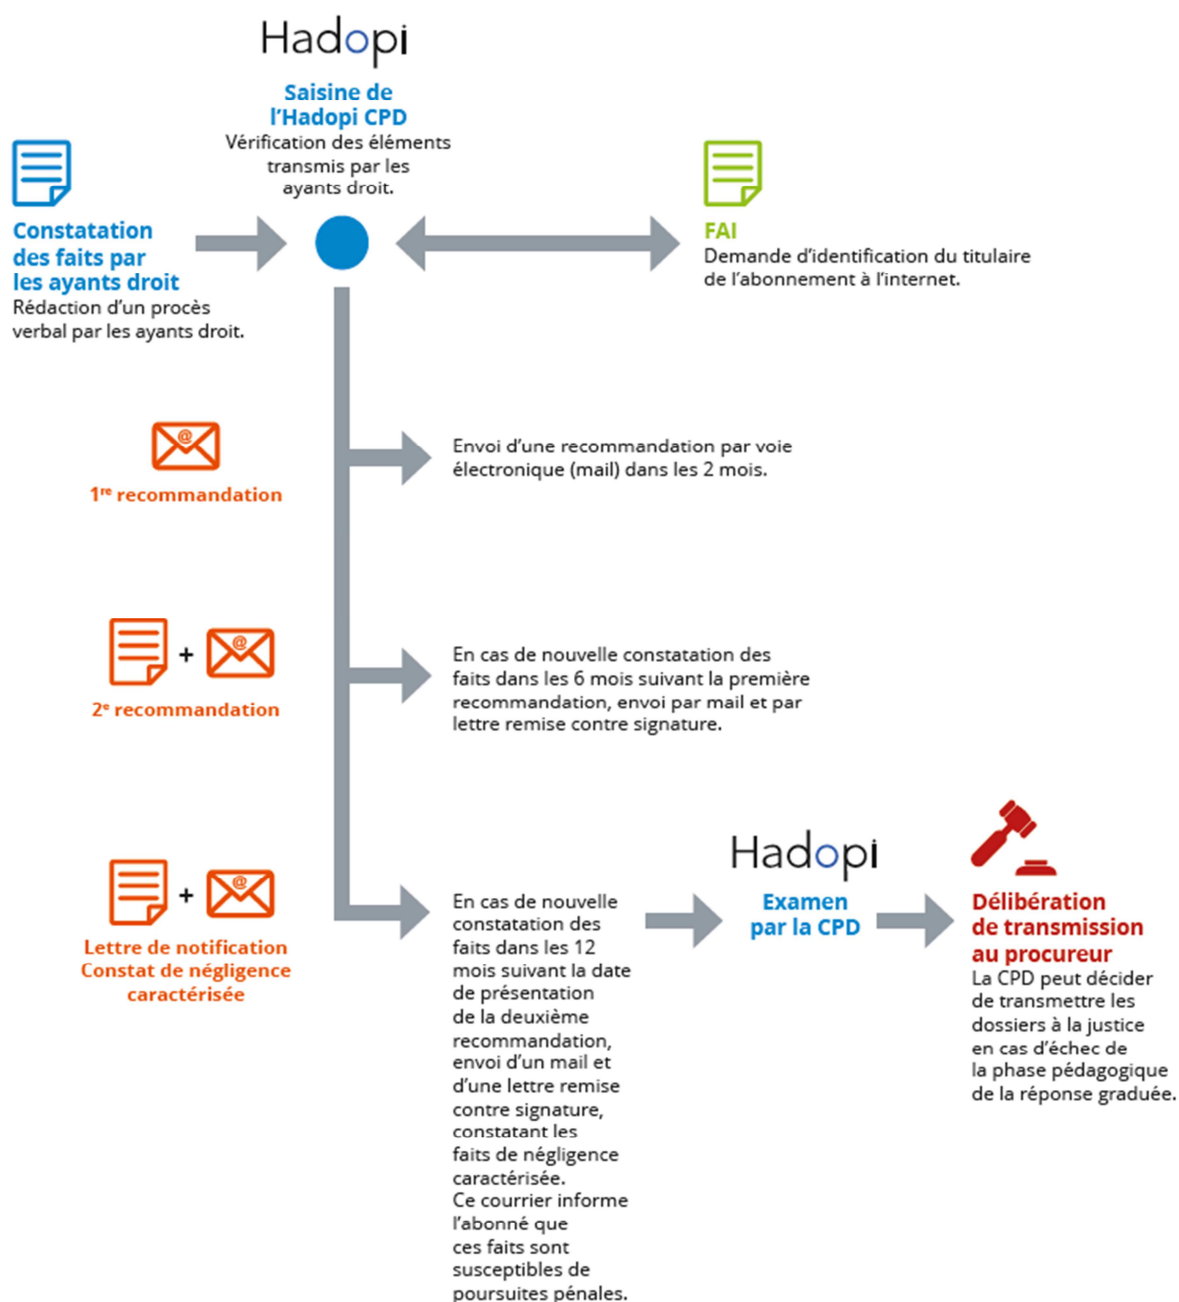 Hadopi
Saisine de
l'Hadopi CPD
Vérification des éléments
transmis par les
ayants droit.
Constatation
des faits par
les ayants droit
Rédaction d'un procès
verbal par les ayants droit.
FAI
Demande d'identification du titulaire
de l'abonnement à l'internet.
@
1re recommandation
Envoi d'une recommandation par voie
électronique (mail) dans les 2 mois.
+ @
2e recommandation
En cas de nouvelle constatation des
faits dans les 6 mois suivant la première
recommandation, envoi par mail et par
lettre remise contre signature.
+ @
Lettre de notification
Constat de négligence
caractérisée
En cas de nouvelle
constatation des
faits dans les 12
mois suivant la date
de présentation
de la deuxième
recommandation,
envoi d'un mail et
d'une lettre remise
contre signature,
constatant les
faits de négligence
caractérisée.
Ce courrier informe
l'abonné que
ces faits sont
susceptibles de
poursuites pénales.
Hadopi
Examen
par la CPD
Délibération
de transmission
au procureur
La CPD peut décider
de transmettre les
dossiers à la justice
en cas d'échec de
la phase pédagogique
de la réponse graduée.